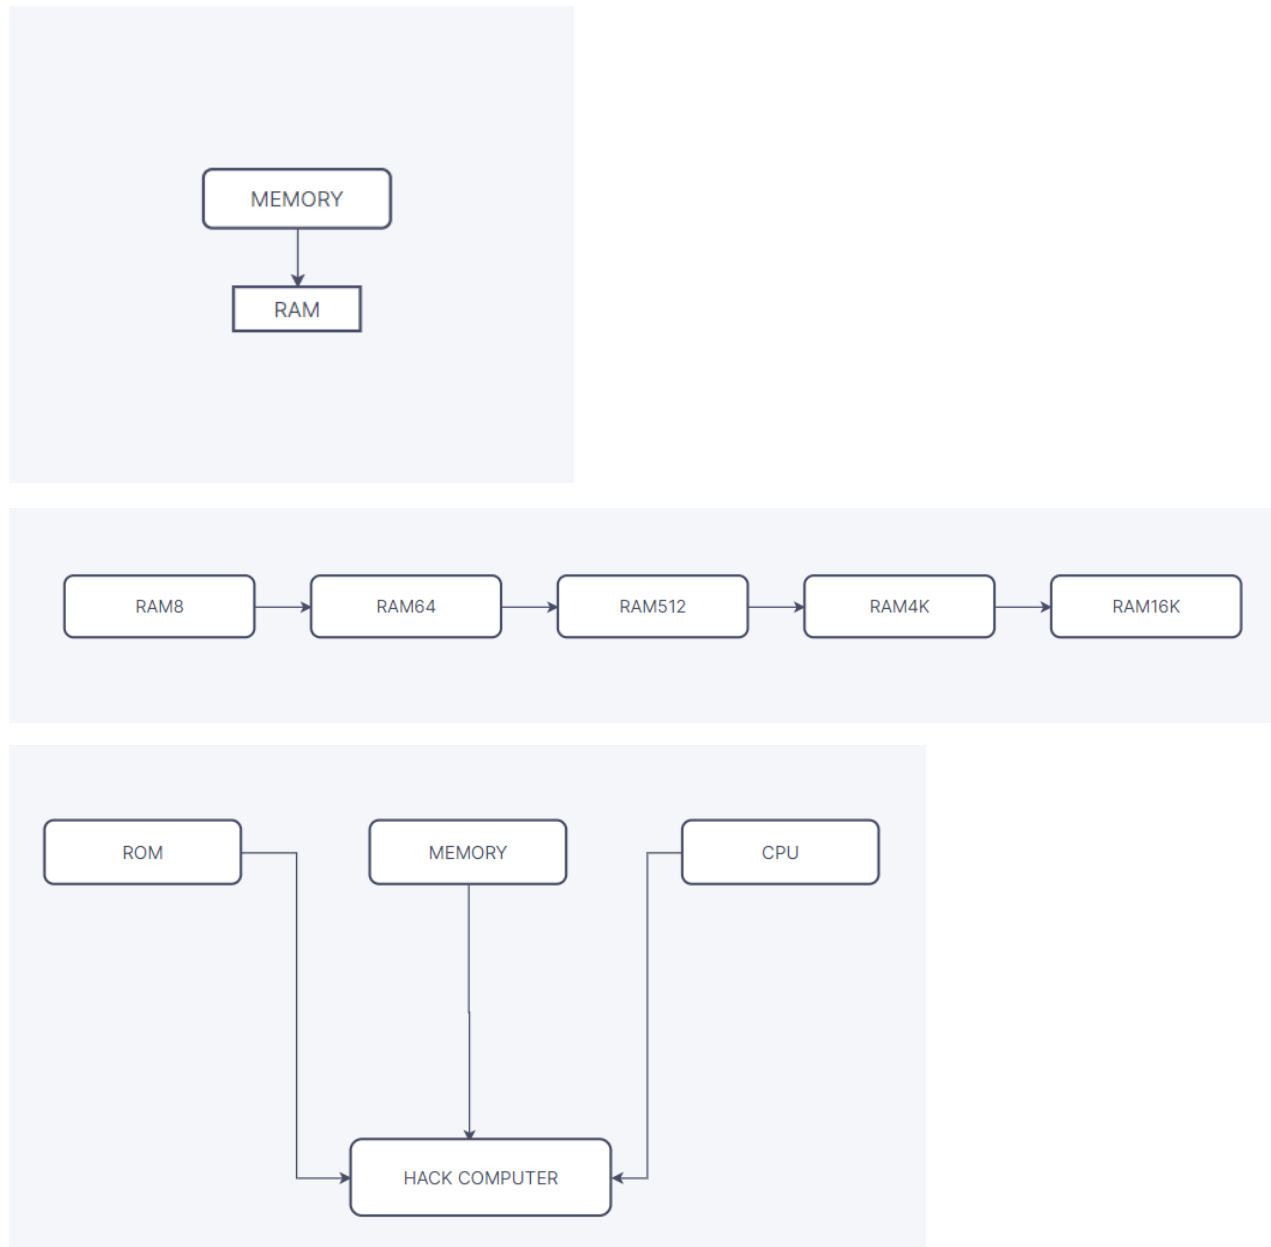 MEMORY
RAM
RAM8
RAM64
RAM512
RAM4K
RAM16K
ROM
MEMORY
CPU
HACK COMPUTER